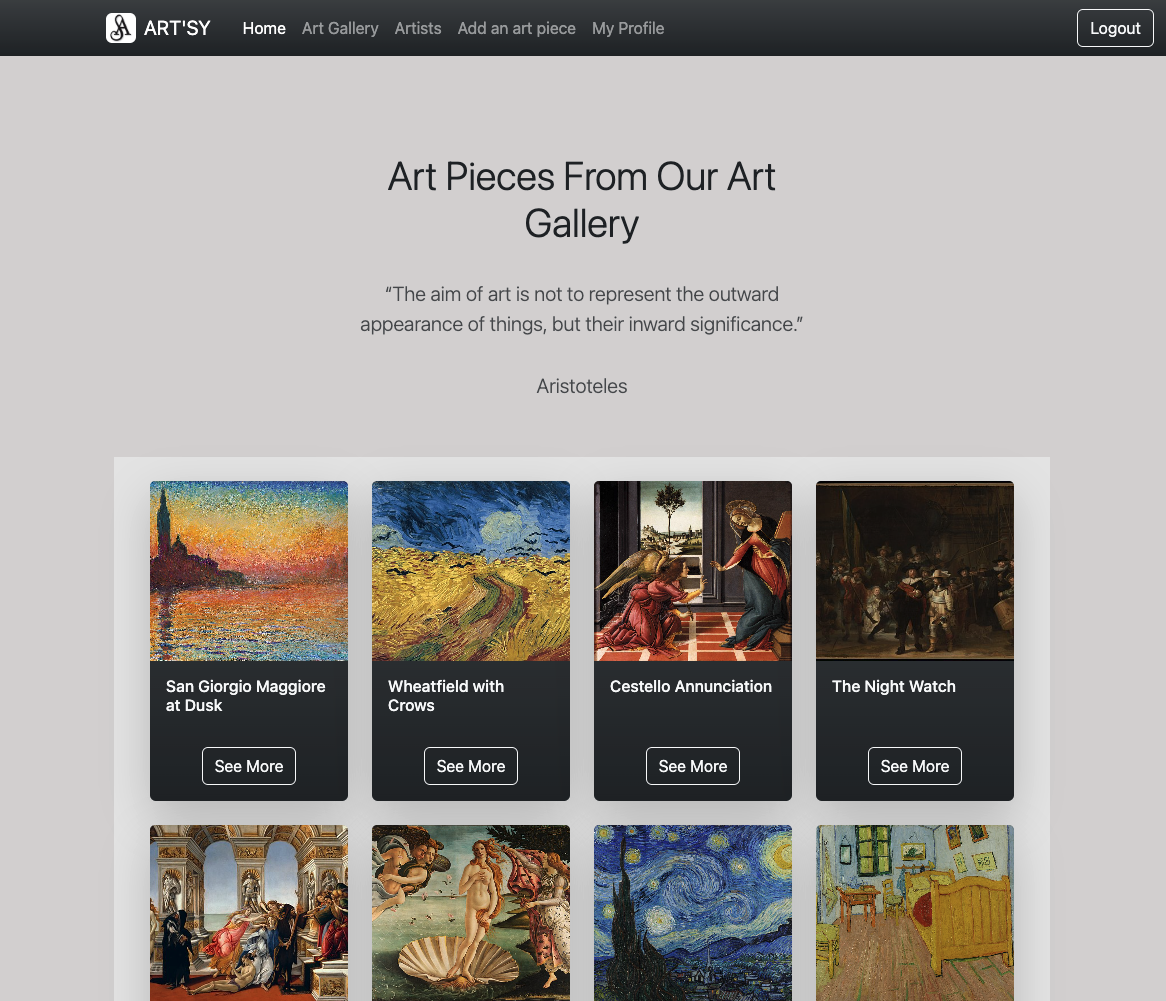 ART'SY Home Art Gallery Artists Add an art piece My Profile Logout
Art Pieces From Our Art
Gallery
“The aim of art is not to represent the outward
appearance of things, but their inward significance.”
Aristoteles
San Giorgio Maggiore
at Dusk
Wheatfield with
Crows
Cestello Annunciation
The Night Watch
See More
See More
See More
See More